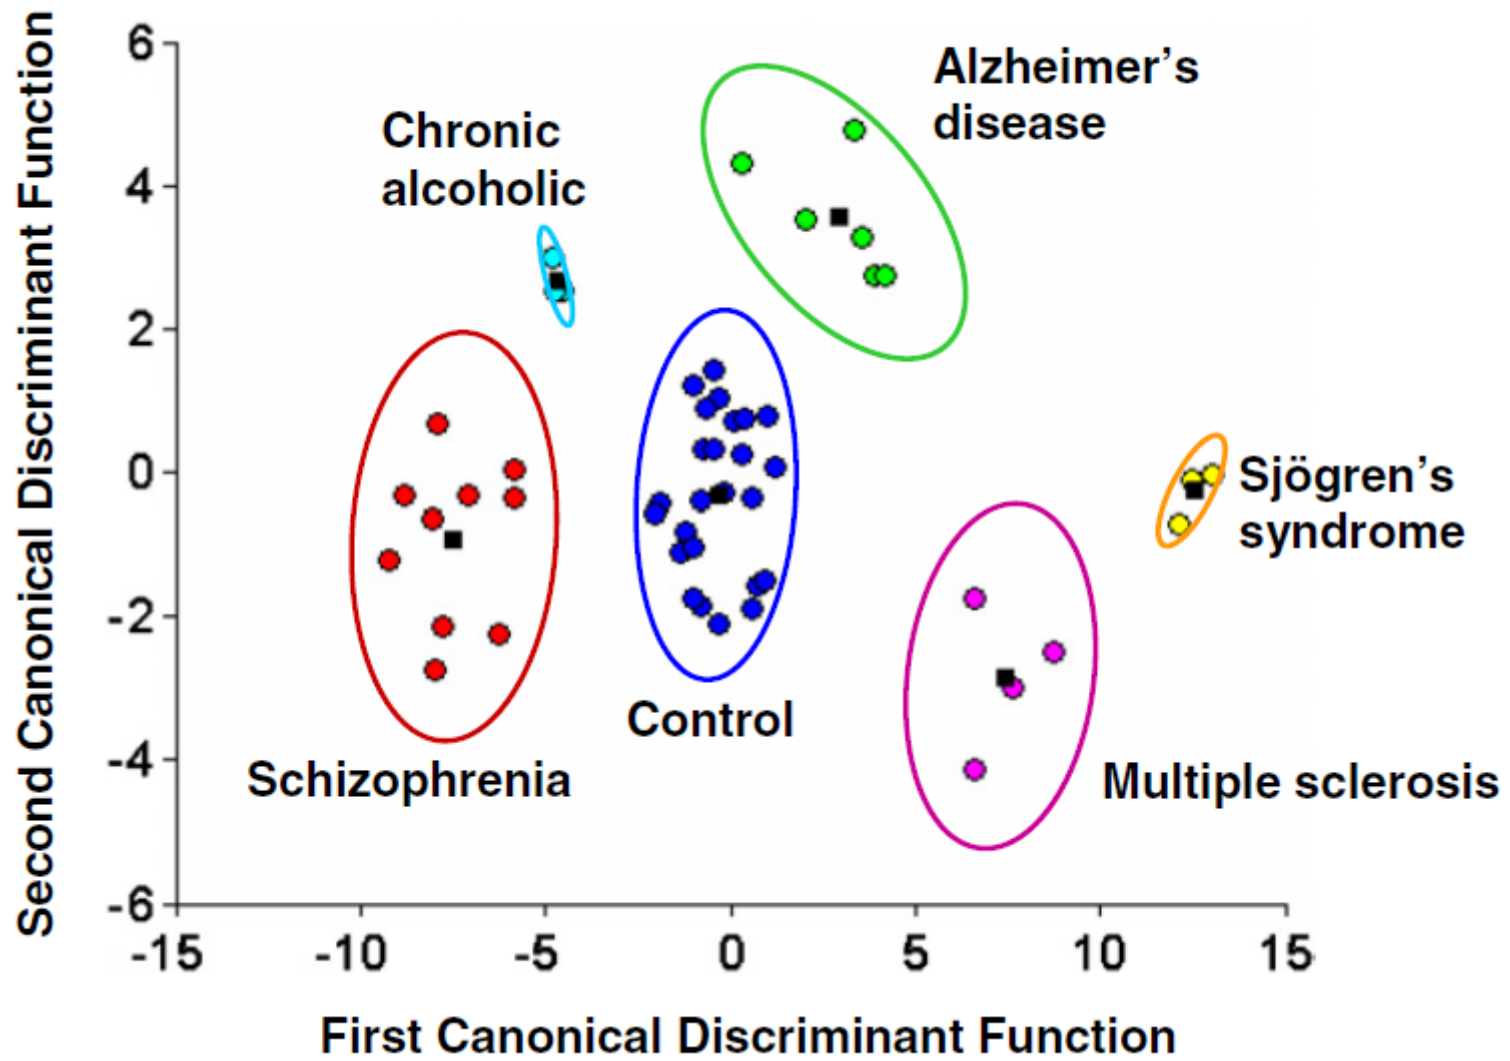 Second Canonical Discriminant Function
6
4
2
0
-2
-4
-6
Chronic
alcoholic
Alzheimer's
disease
Sjögren's
syndrome
Control
Schizophrenia
Multiple sclerosis
-15 -10 -5 0 5 10 15
First Canonical Discriminant Function